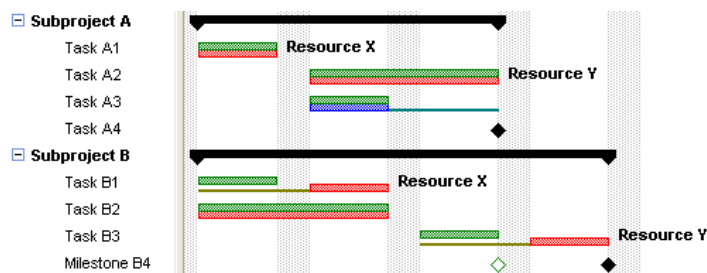 Subproject A
Task A1 Resource X
Task A2 Resource Y
Task A3
Task A4
Subproject B
Task B1 Resource X
Task B2
Task B3 Resource Y
Milestone B4